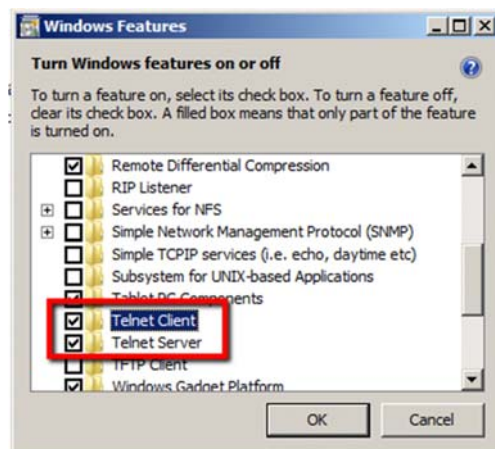 Windows Features
Turn Windows features on or off
To turn a feature on, select its check box. To turn a feature off,
clear its check box. A filled box means that only part of the feature
is turned on.
Remote Differential Compression
RIP Listener
Services for NFS
Simple Network Management Protocol (SNMP)
Simple TCPIP services (i.e. echo, daytime etc)
Subsystem for UNIX-based Applications
Tablet PC Components
Telnet Client
Telnet Server
TFTP Client
Windows Gadget Platform
OK
Cancel